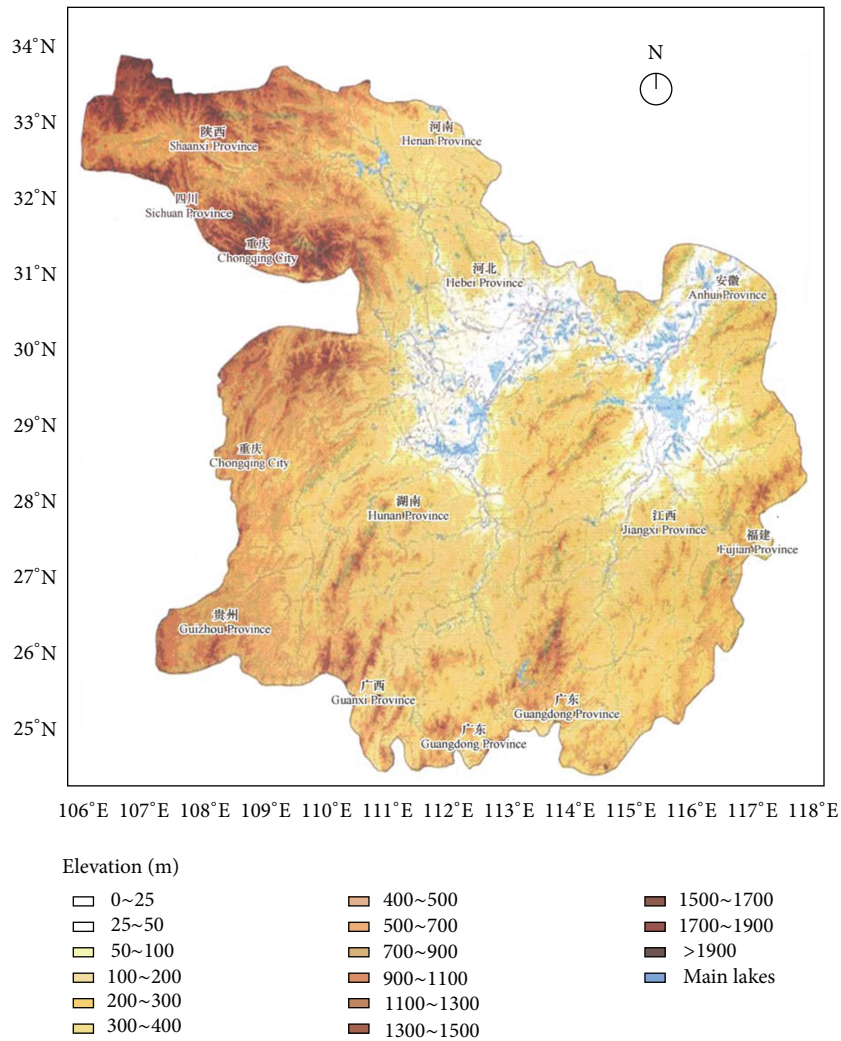 N
34°N
33°N
32°N
31°N
30°N
29°N
28°N
27°N
26°N
25°N
陕西
Shaanxi Province
河南
Henan Province
四川
Sichuan Province
重庆
Chongqing City
河北
Hebei Province
安徽
Anhui Province
重庆
Chongqing City
湖南
Hunan Province
江西
Jiangxi Province
福建
Fujian Province
贵州
Guizhou Province
广西
Guanxi Province
广东
Guangdong Province
广东
Guangdong Province
106°E 107°E 108°E 109°E 110°E 111°E 112°E 113°E 114°E 115°E 116°E 117°E 118°E
Elevation (m)
0~25
25~50
50~100
100~200
200~300
300~400
400~500
500~700
700~900
900~1100
1100~1300
1300~1500
1500~1700
1700~1900
>1900
Main lakes